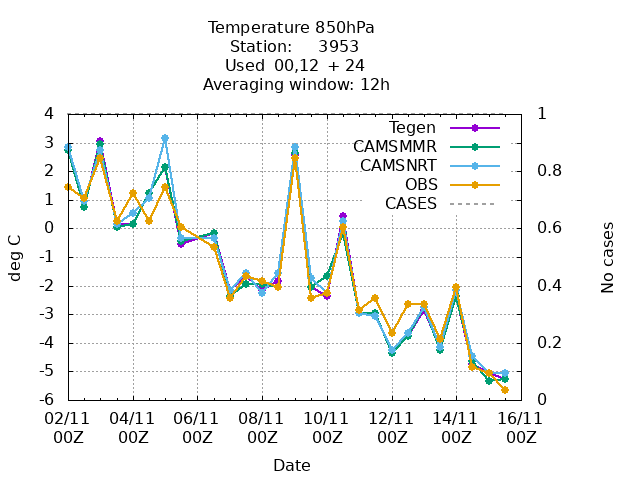 Temperature 850hPa
Station: 3953
Used 00,12 + 24
Averaging window: 12h
4 1
3 Tegen
CAMSMMR
2 CAMSNRT 0.8
1 OBS
CASES
0 0.6
-1
-2 0.4
-3
-4 0.2
-5
-6 0
deg C
No cases
02/11 04/11 06/11 08/11 10/11 12/11 14/11 16/11
00Z 00Z 00Z 00Z 00Z 00Z 00Z 00Z
Date